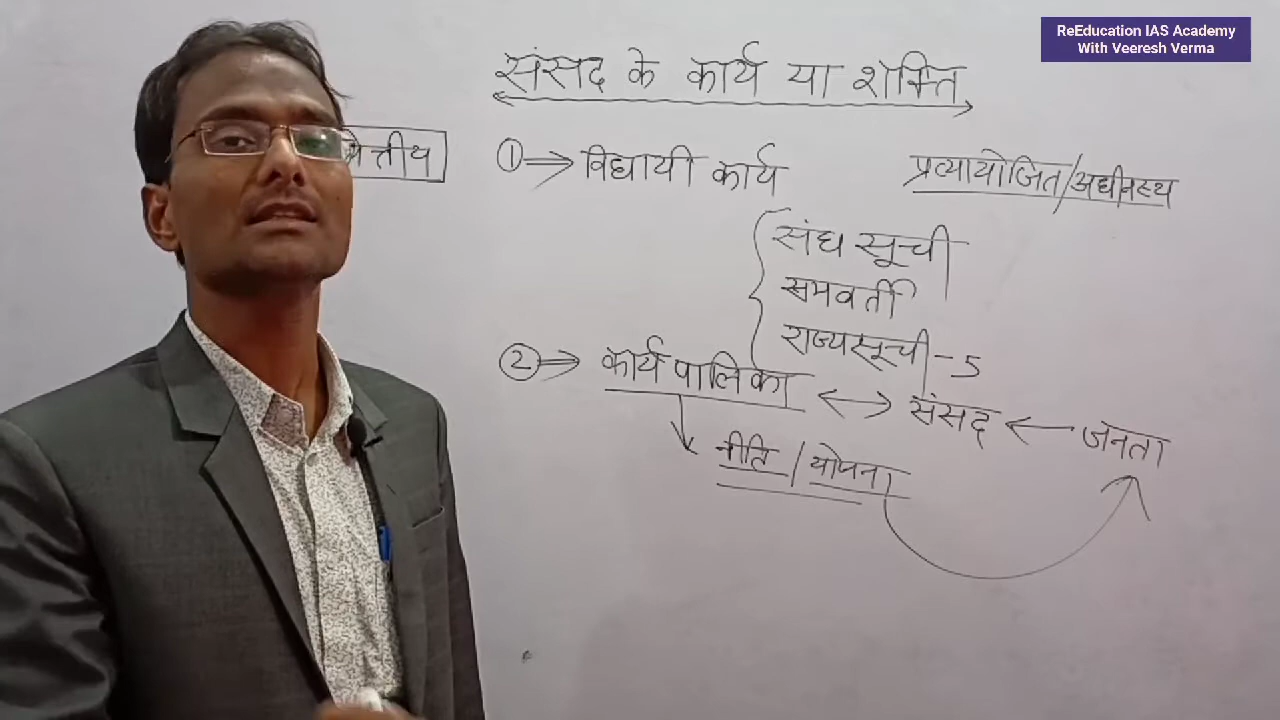 ReEducation IAS Academy
With Veeresh Verma
संसद के कार्य या शक्ति
① ⇒ विधायी कार्य
प्रत्यायोजित/अधीनस्थ
संघ सूची
समवर्ती
राज्यसूची - 5
② ⇒ कार्यपालिका ↔ संसद् ← जनता
नीति / योजना